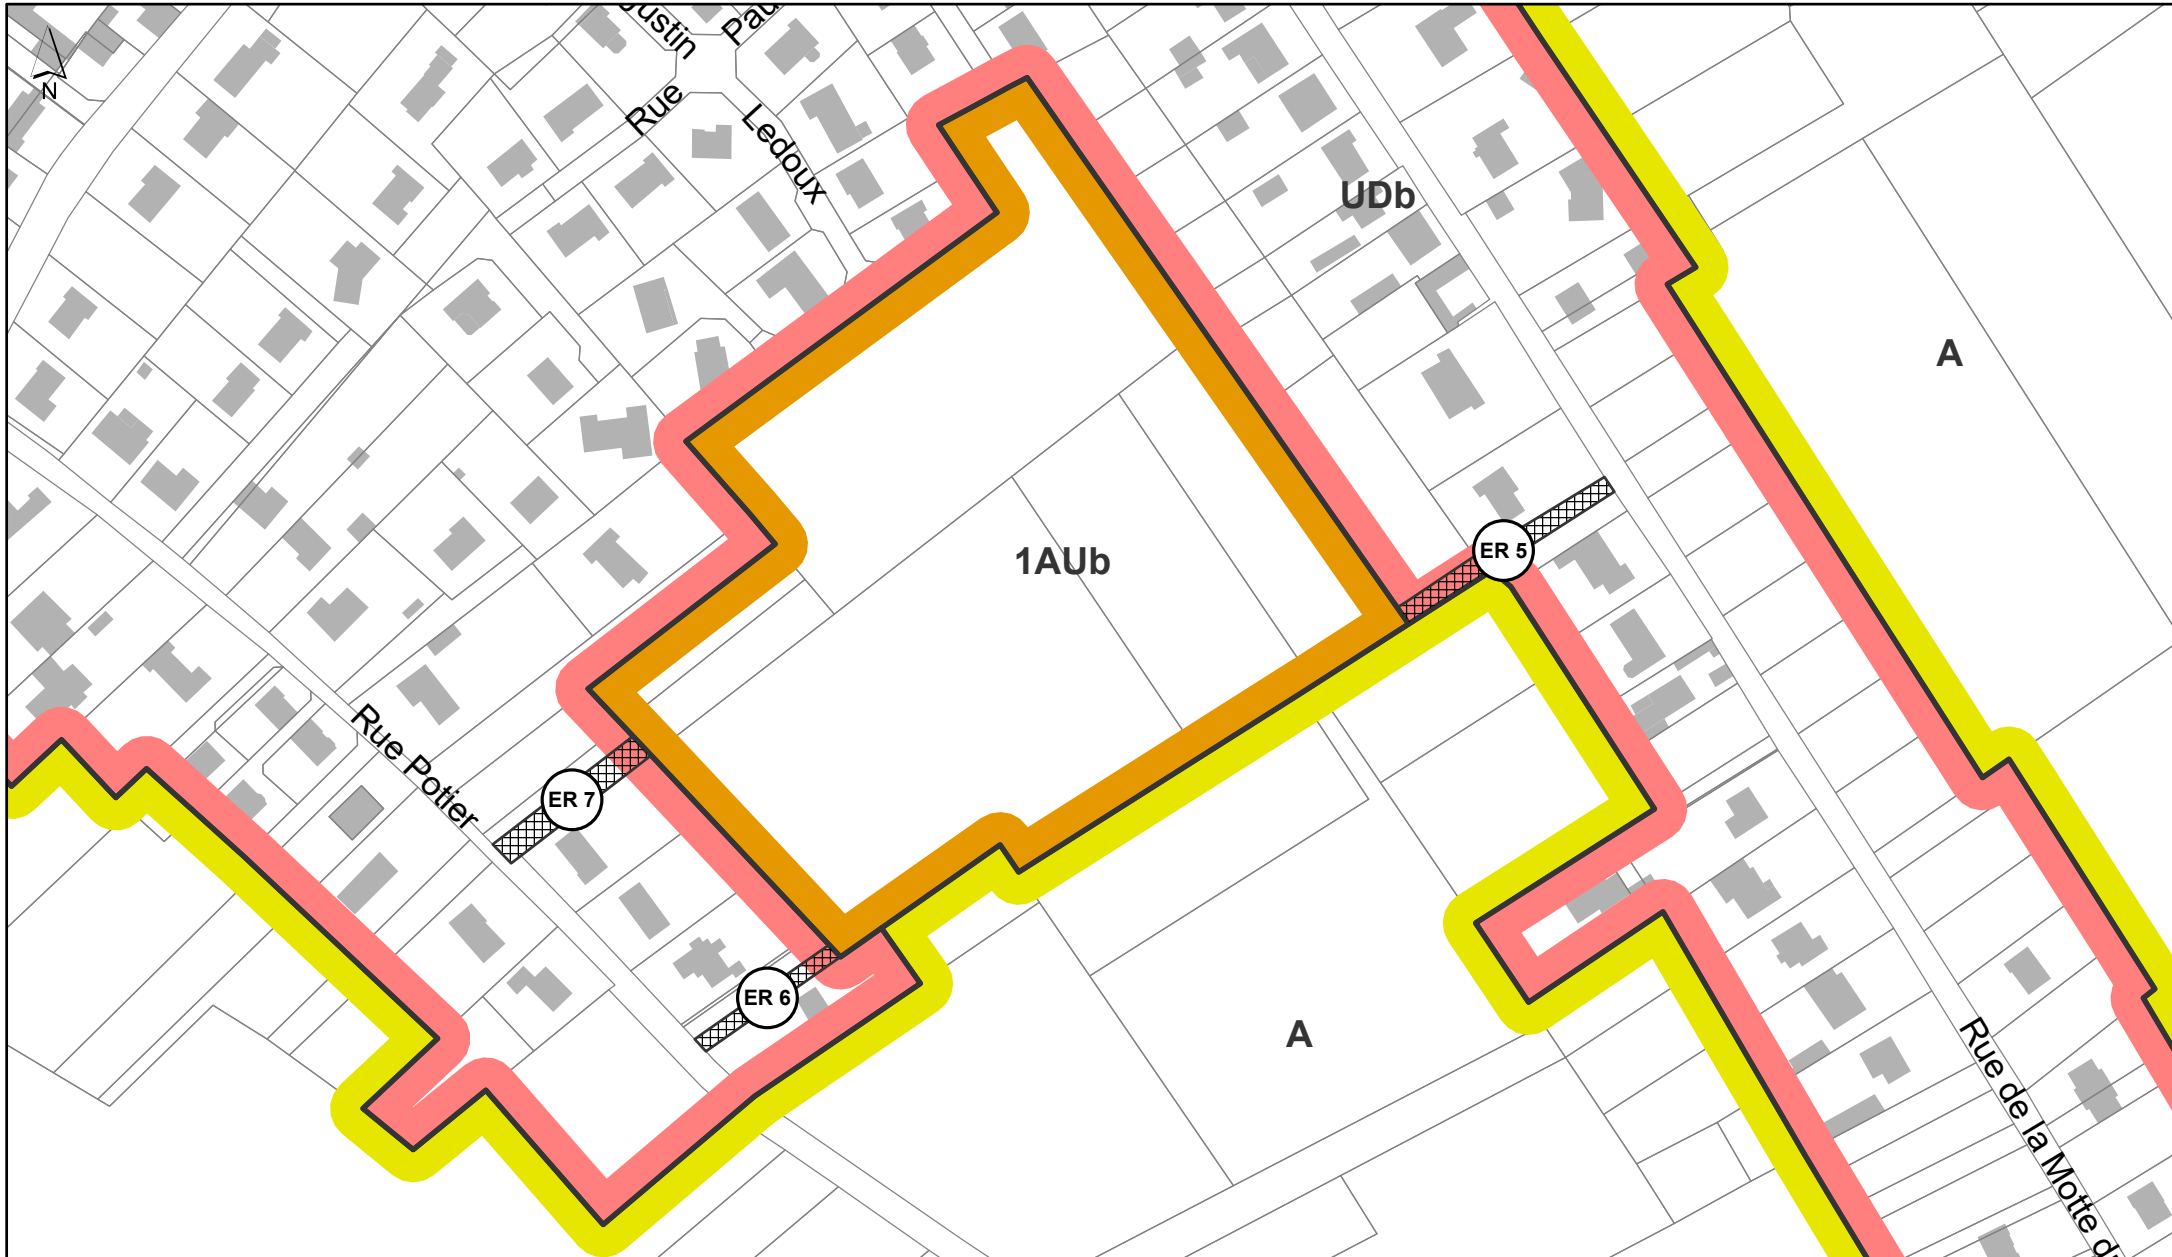 N
Rue
Ledoux
UDb
A
1AUb
ER 5
ER 7
Rue Potier
ER 6
A
Rue de la Motte